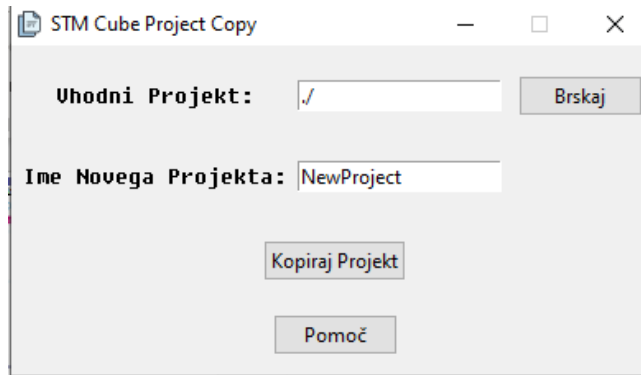 STM Cube Project Copy
Vhodni Projekt: ./ Brskaj
Ime Novega Projekta: NewProject
Kopiraj Projekt
Pomoč